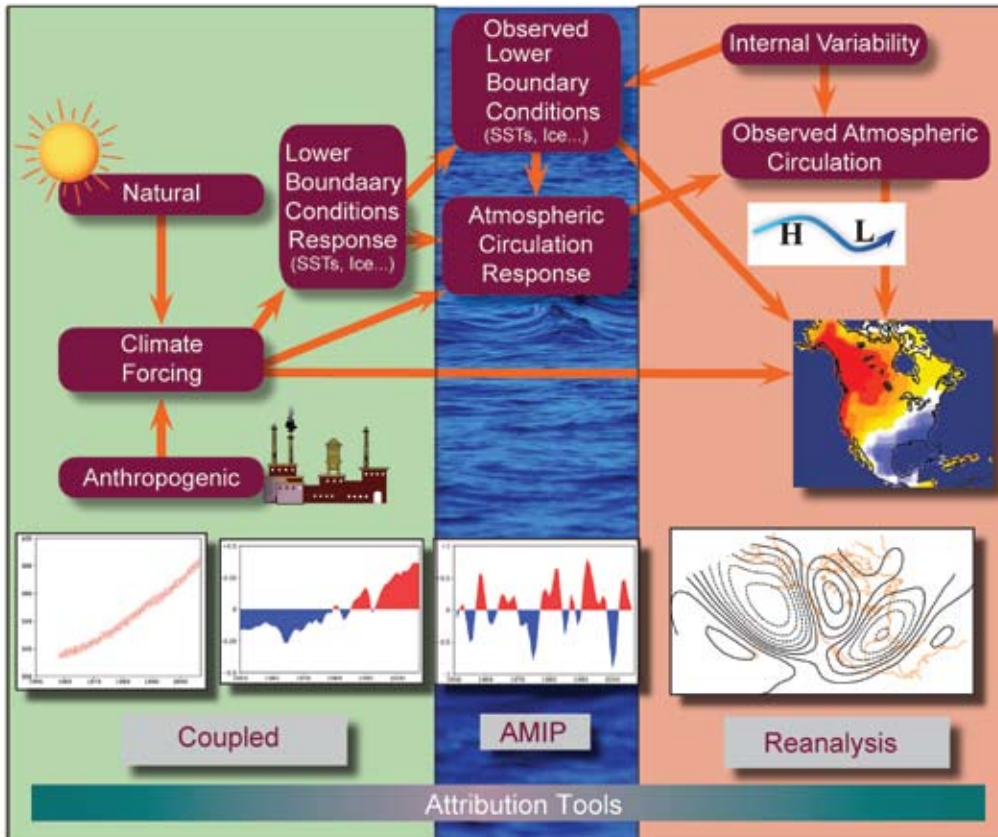 Observed
Lower
Boundary
Conditions
(SSTs, Ice...)
Internal Variability
Observed Atmospheric
Circulation
Lower
Boundaary
Conditions
Response
(SSTs, Ice...)
Natural
Atmospheric
Circulation
Response
H L
Climate
Forcing
Anthropogenic
Coupled
AMIP
Reanalysis
Attribution Tools